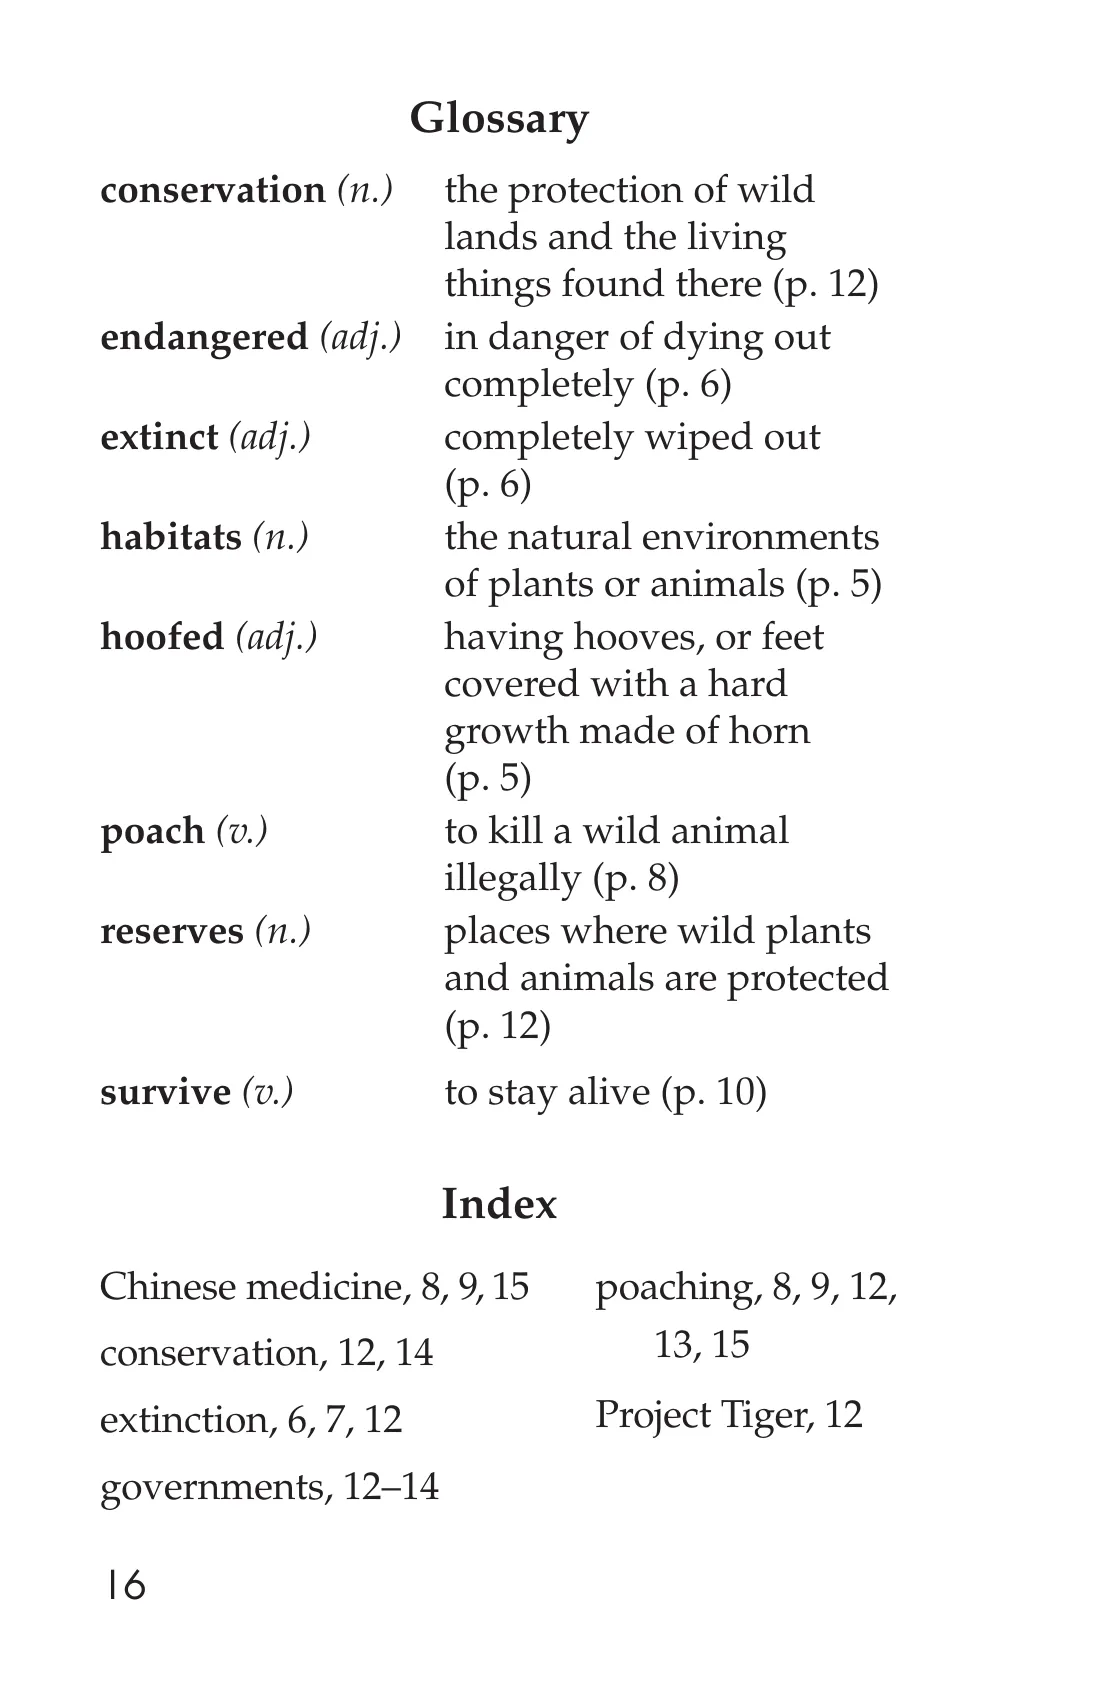 Glossary
conservation (n.) the protection of wild
lands and the living
things found there (p. 12)
endangered (adj.) in danger of dying out
completely (p. 6)
extinct (adj.) completely wiped out
(p. 6)
habitats (n.) the natural environments
of plants or animals (p. 5)
hoofed (adj.) having hooves, or feet
covered with a hard
growth made of horn
(p. 5)
poach (v.) to kill a wild animal
illegally (p. 8)
reserves (n.) places where wild plants
and animals are protected
(p. 12)
survive (v.) to stay alive (p. 10)
Index
Chinese medicine, 8, 9, 15
conservation, 12, 14
extinction, 6, 7, 12
governments, 12–14
poaching, 8, 9, 12,
13, 15
Project Tiger, 12
16